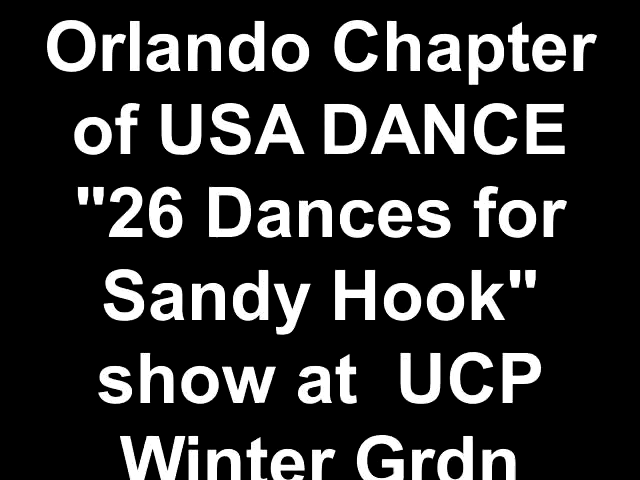 Orlando Chapter
of USA DANCE
"26 Dances for
Sandy Hook"
show at  UCP
Winter Grdn